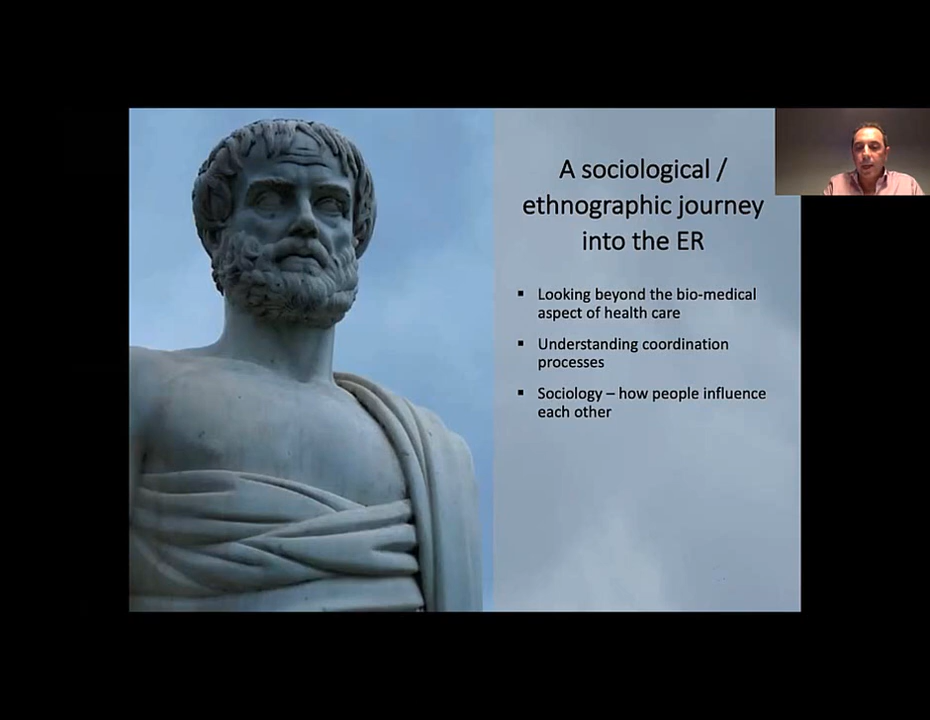 A sociological /
ethnographic journey
into the ER
▪ Looking beyond the bio-medical
aspect of health care
▪ Understanding coordination
processes
▪ Sociology – how people influence
each other